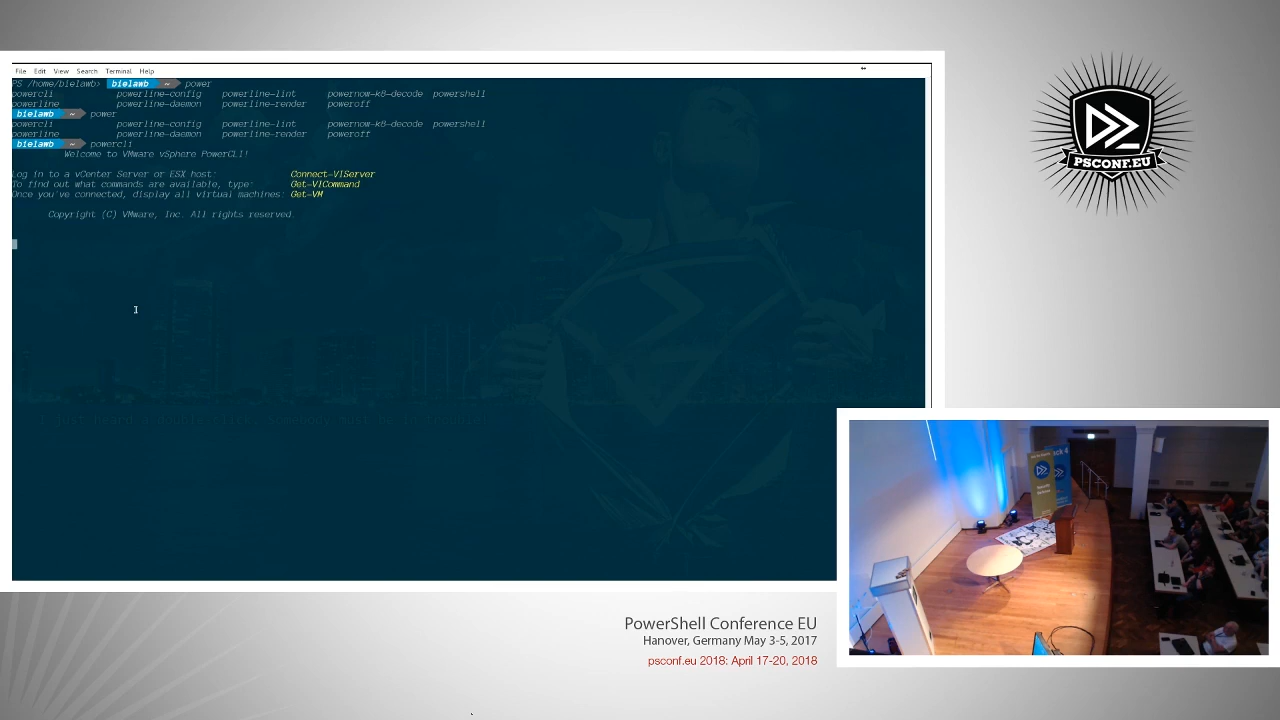 File Edit View Search Terminal Help
PS /home/bielawb> bielawb ~ power
powercli powerline-config powerline-lint powernow-k8-decode powershell
powerline powerline-daemon powerline-render poweroff
bielawb ~ power
powercli powerline-config powerline-lint powernow-k8-decode powershell
powerline powerline-daemon powerline-render poweroff
bielawb ~ powercli
Welcome to VMware vSphere PowerCLI!
Log in to a vCenter Server or ESX host: Connect-VIServer
To find out what commands are available, type: Get-VICommand
Once you've connected, display all virtual machines: Get-VM
Copyright (C) VMware, Inc. All rights reserved
PSCONF.EU
PowerShell Conference EU
Hanover, Germany May 3-5, 2017
psconf.eu 2018: April 17-20, 2018